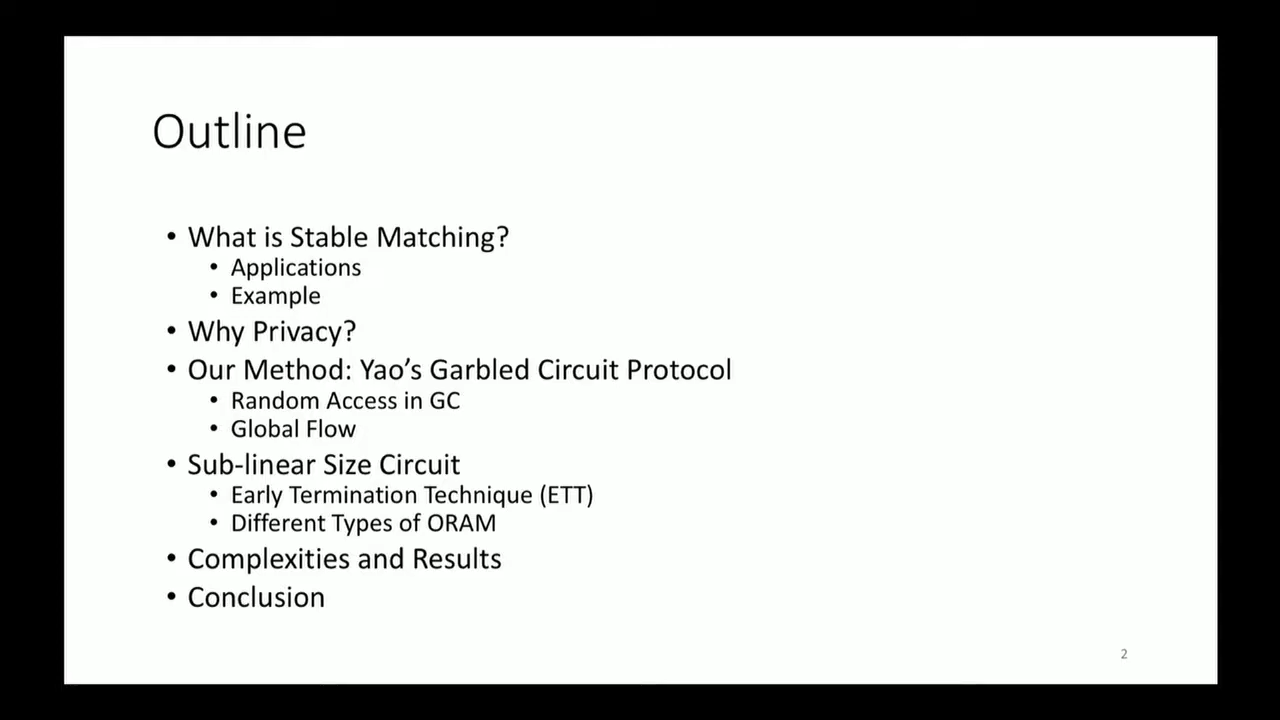 Outline
• What is Stable Matching?
• Applications
• Example
• Why Privacy?
• Our Method: Yao’s Garbled Circuit Protocol
• Random Access in GC
• Global Flow
• Sub-linear Size Circuit
• Early Termination Technique (ETT)
• Different Types of ORAM
• Complexities and Results
• Conclusion
2